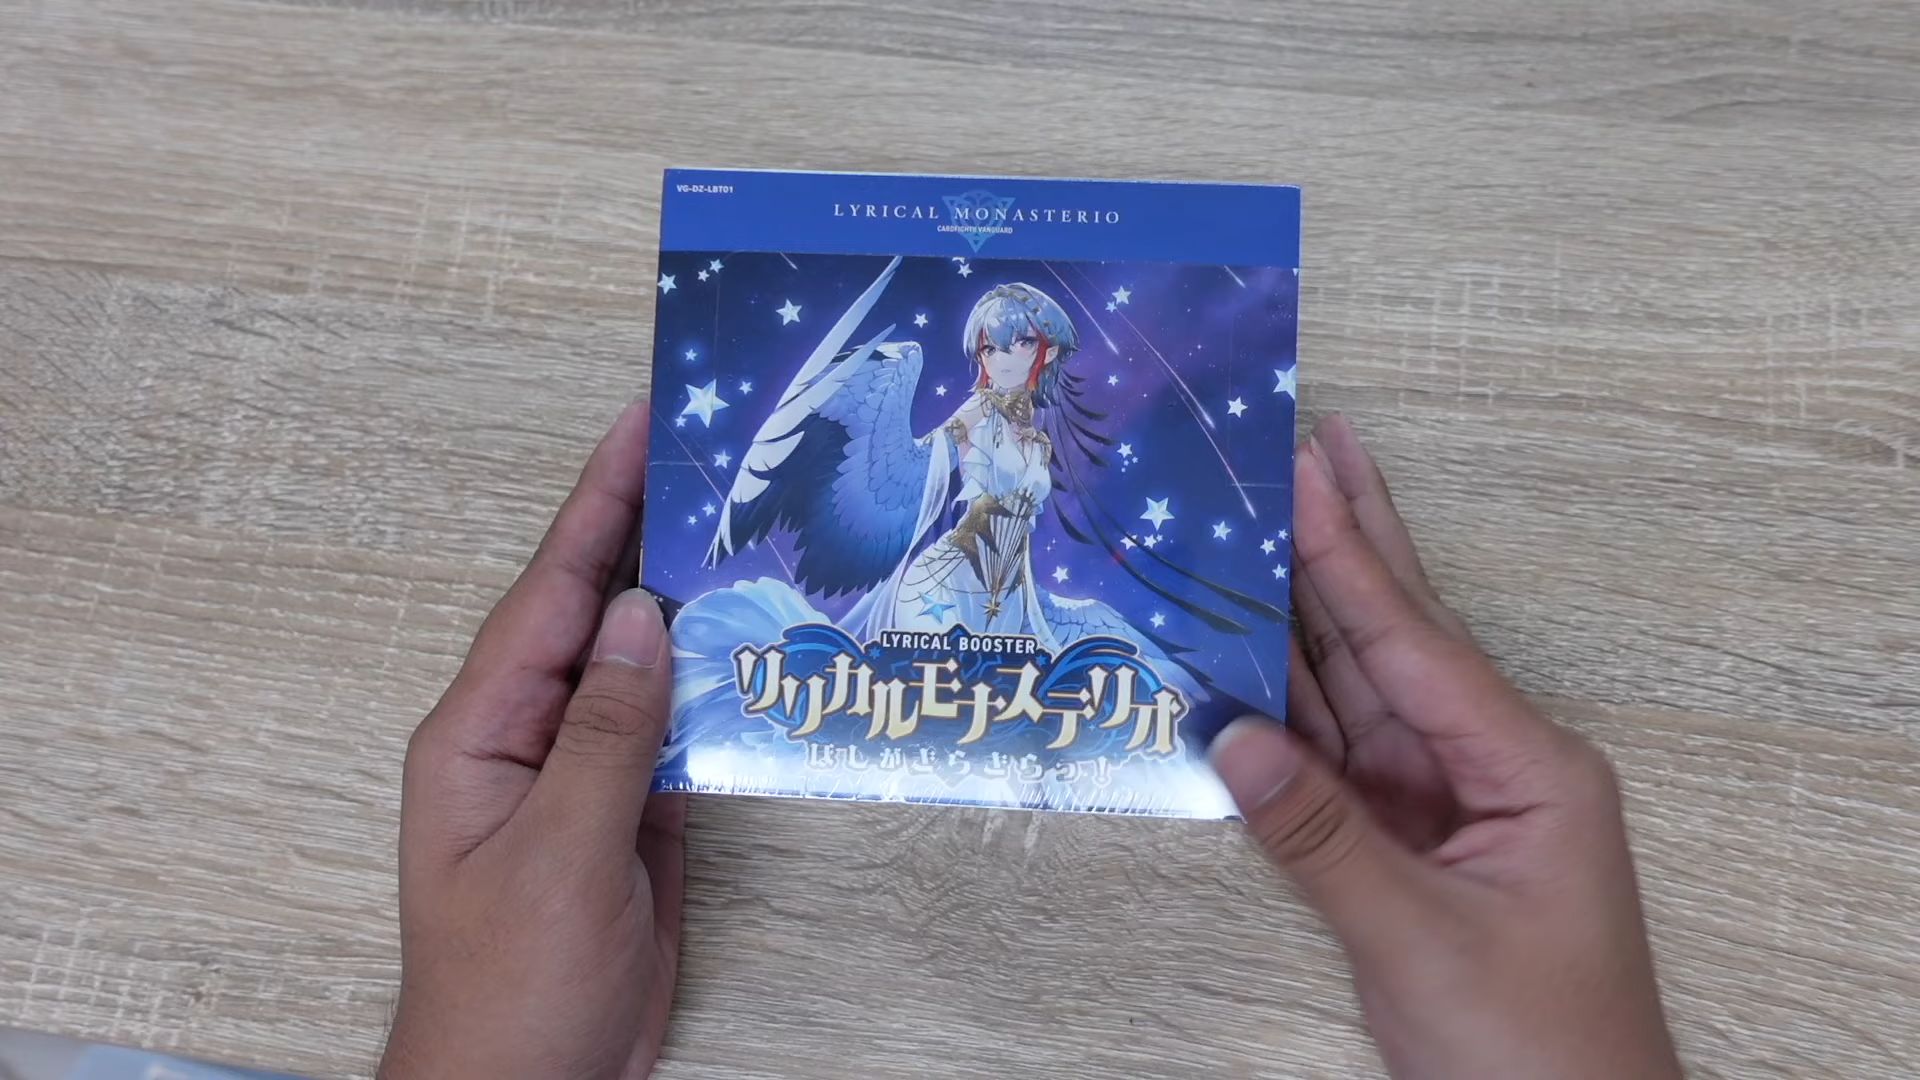 VG-DZ-LBT01
LYRICAL MONASTERIO
CARDFIGHT!! VANGUARD
LYRICAL BOOSTER
リリカルモナステリオ
ぼしがきらきらっ!